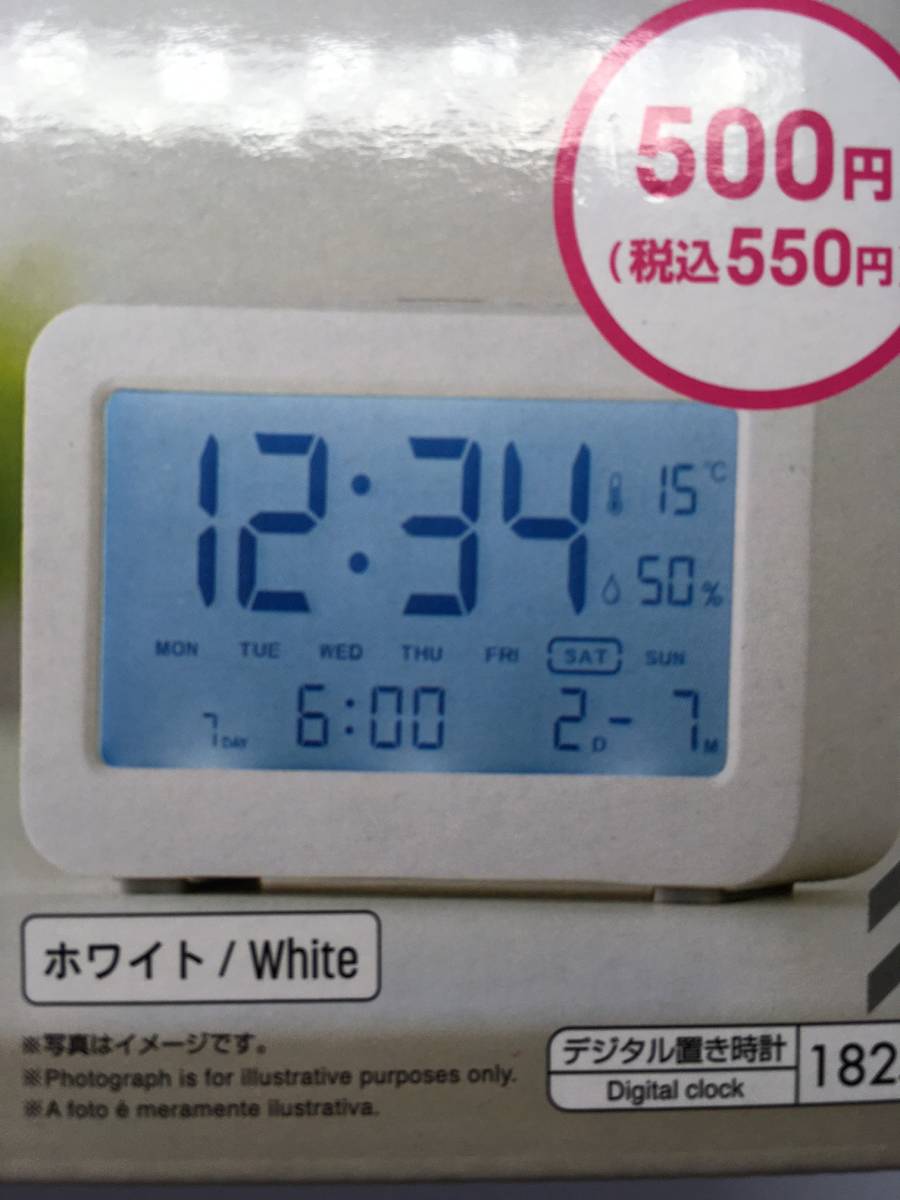 500円
(税込550円)
12:34
15℃
50%
MON TUE WED THU FRI SAT SUN
7DAY 6:00 2D- 7M
ホワイト / White
※写真はイメージです。
※Photograph is for illustrative purposes only.
※A foto é meramente ilustrativa.
デジタル置き時計
Digital clock
182